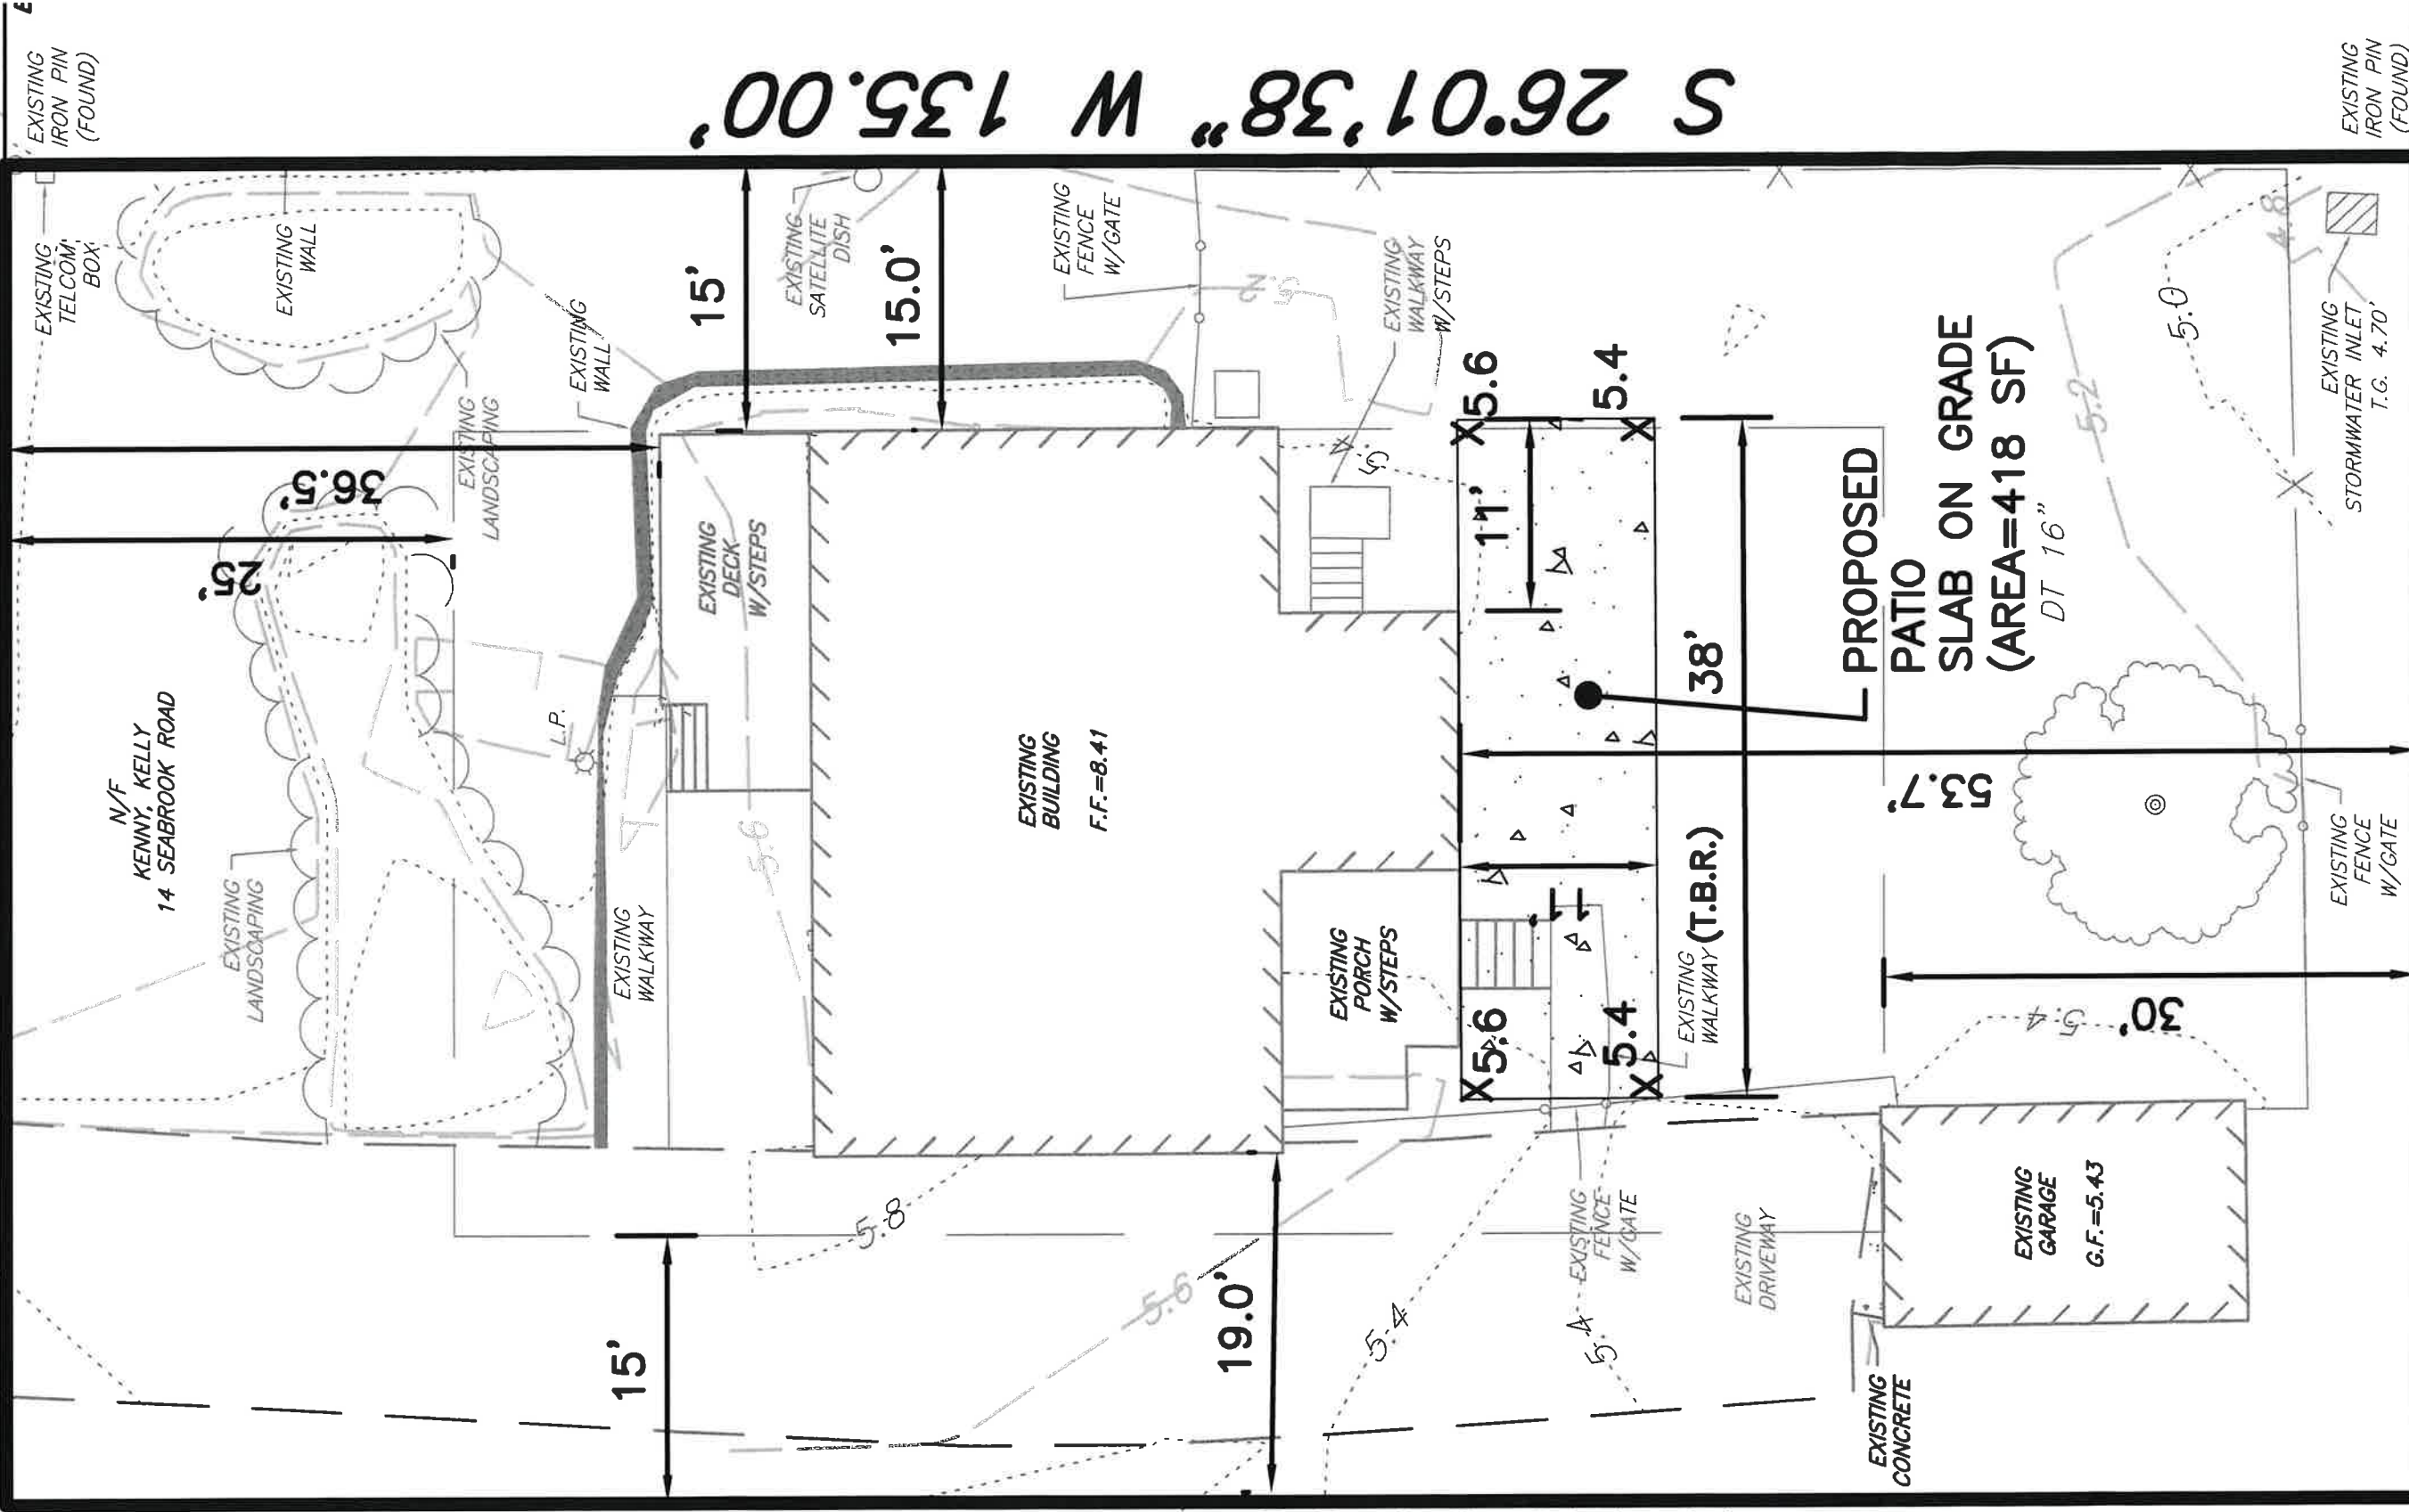 EXISTING
IRON PIN
(FOUND)
S 26°01'38" W 135.00'
EXISTING
IRON PIN
(FOUND)
EXISTING
TELCOM
BOX
EXISTING
WALL
EXISTING
LANDSCAPING
EXISTING
WALL
15'
EXISTING
SATELLITE
DISH
15.0'
EXISTING
FENCE
W/GATE
5.2
EXISTING
WALKWAY
W/STEPS
5.6
5.4
4.8
5.0
5.2
EXISTING
STORMWATER INLET
T.G. 4.70'
36.5'
25'
N/F
KENNY, KELLY
14 SEABROOK ROAD
EXISTING
LANDSCAPING
L.P.
EXISTING
DECK
W/STEPS
5.6
EXISTING
WALKWAY
EXISTING
BUILDING
F.F.=8.41
11'
38'
PROPOSED
PATIO
SLAB ON GRADE
(AREA=418 SF)
DT 16"
53.7'
11'
EXISTING
PORCH
W/STEPS
5.6
5.4
EXISTING
WALKWAY (T.B.R.)
30'
5.4
EXISTING
FENCE
W/GATE
15'
5.8
5.6
19.0'
5.4
5.4
EXISTING
FENCE
W/GATE
EXISTING
DRIVEWAY
EXISTING
GARAGE
G.F.=5.43
EXISTING
CONCRETE